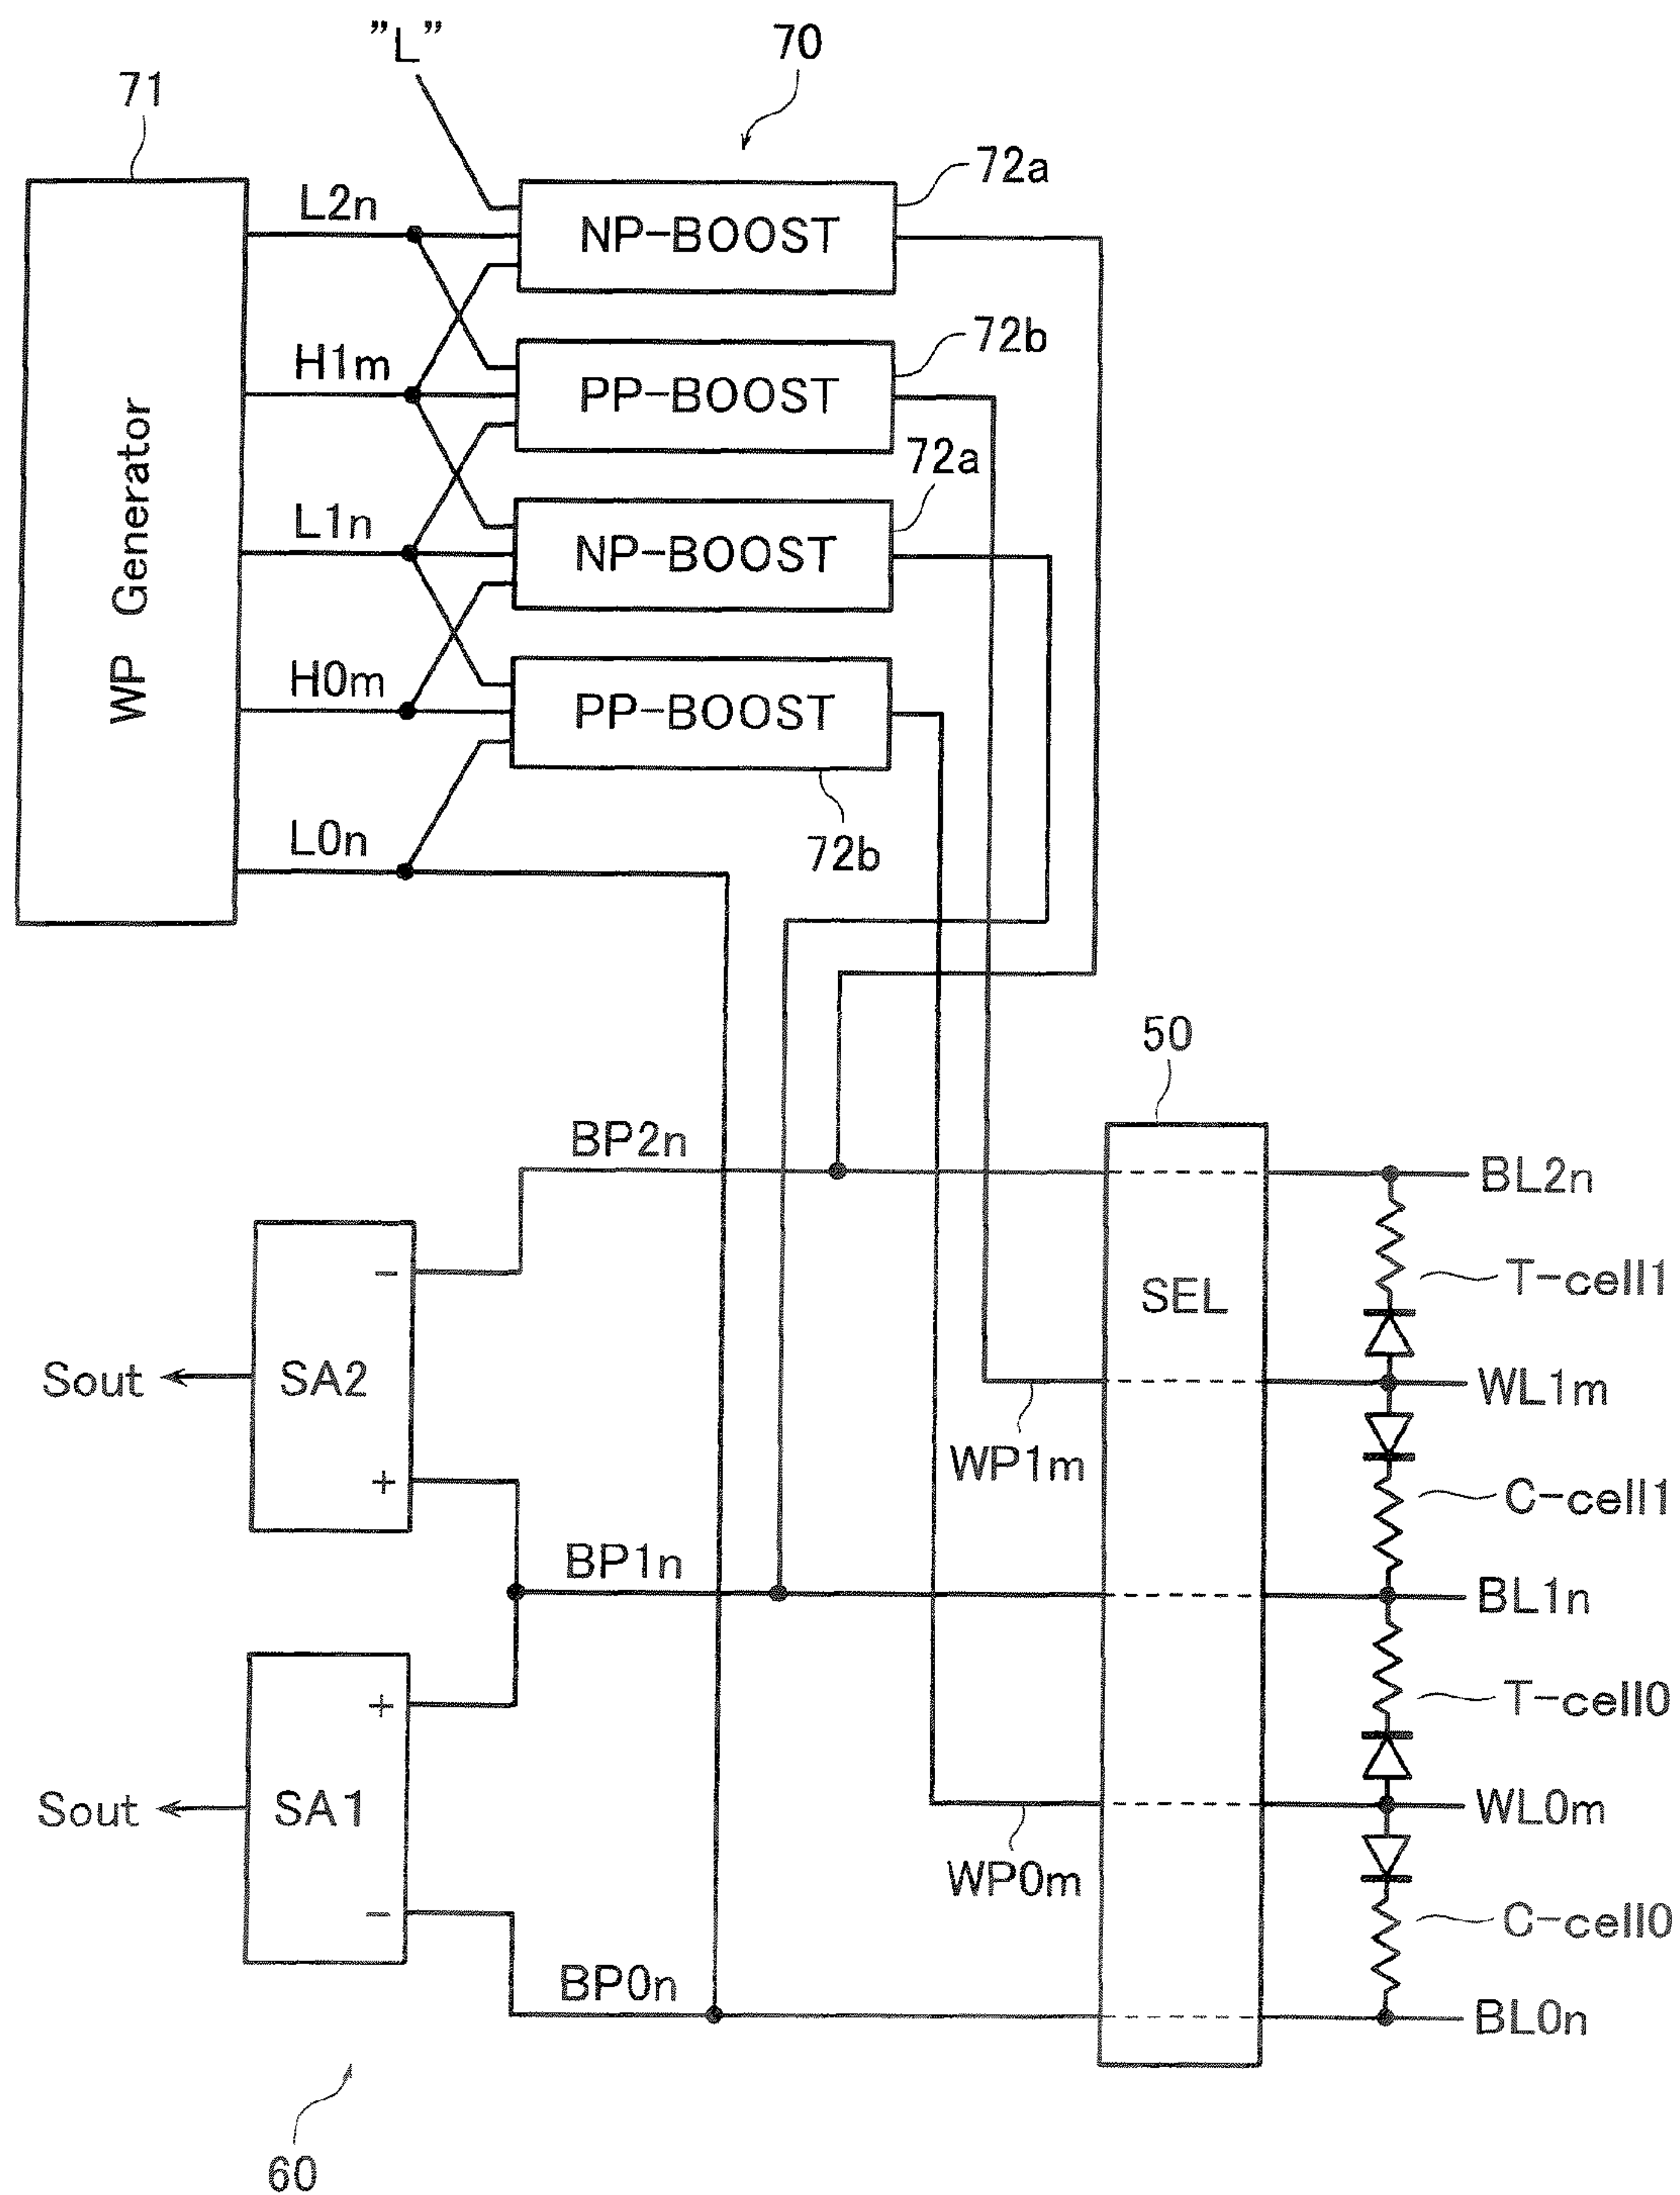 "L"
70
71
72a
L2n
NP-BOOST
72b
H1m
PP-BOOST
72a
L1n
NP-BOOST
WP Generator
H0m
PP-BOOST
L0n
72b
50
BP2n
BL2n
−
T-cell1
SEL
Sout
SA2
WL1m
WP1m
+
C-cell1
BP1n
BL1n
+
T-cell0
Sout
SA1
WL0m
WP0m
−
C-cell0
BP0n
BL0n
60